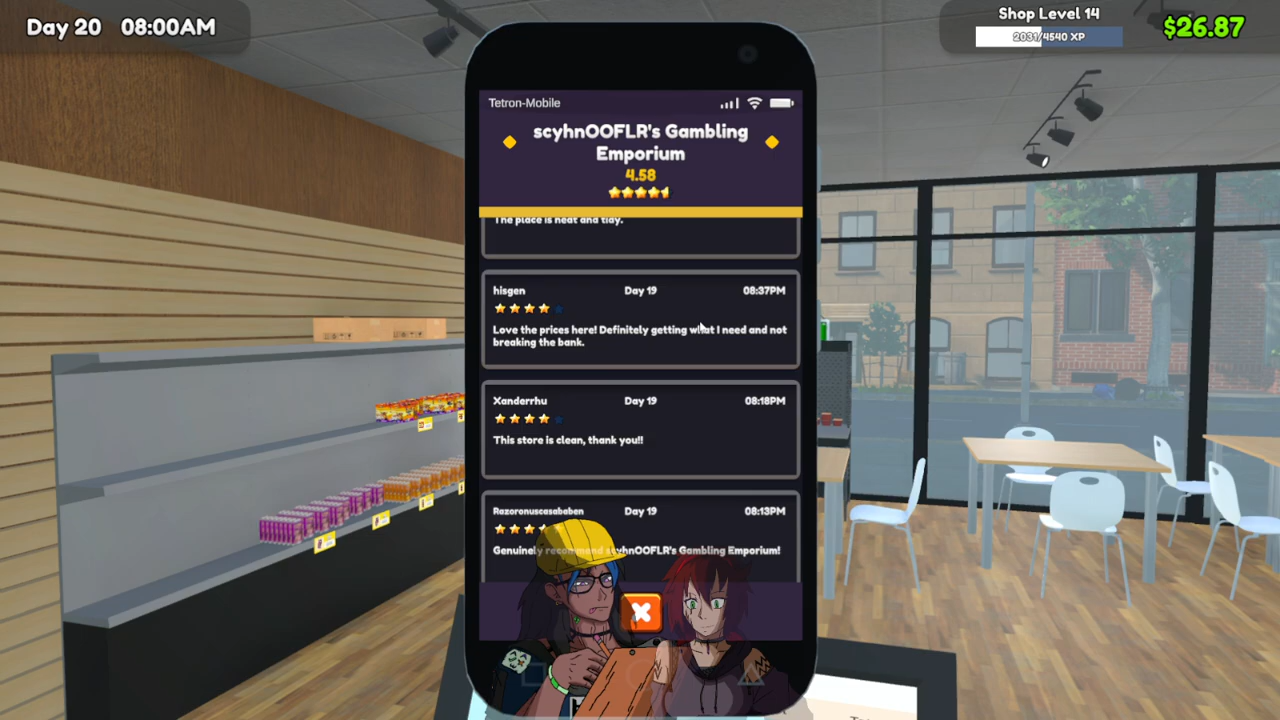 Day 20 08:00AM
Shop Level 14
2031/4540 XP
$26.87
Tetron-Mobile
scyhnOOFLR's Gambling
Emporium
4.58
The place is neat and tidy.
hisgen Day 19 08:37PM
Love the prices here! Definitely getting what I need and not
breaking the bank.
Xanderrhu Day 19 08:18PM
This store is clean, thank you!!
Razoronuscasababen Day 19 08:13PM
Genuinely recommend scyhnOOFLR's Gambling Emporium!